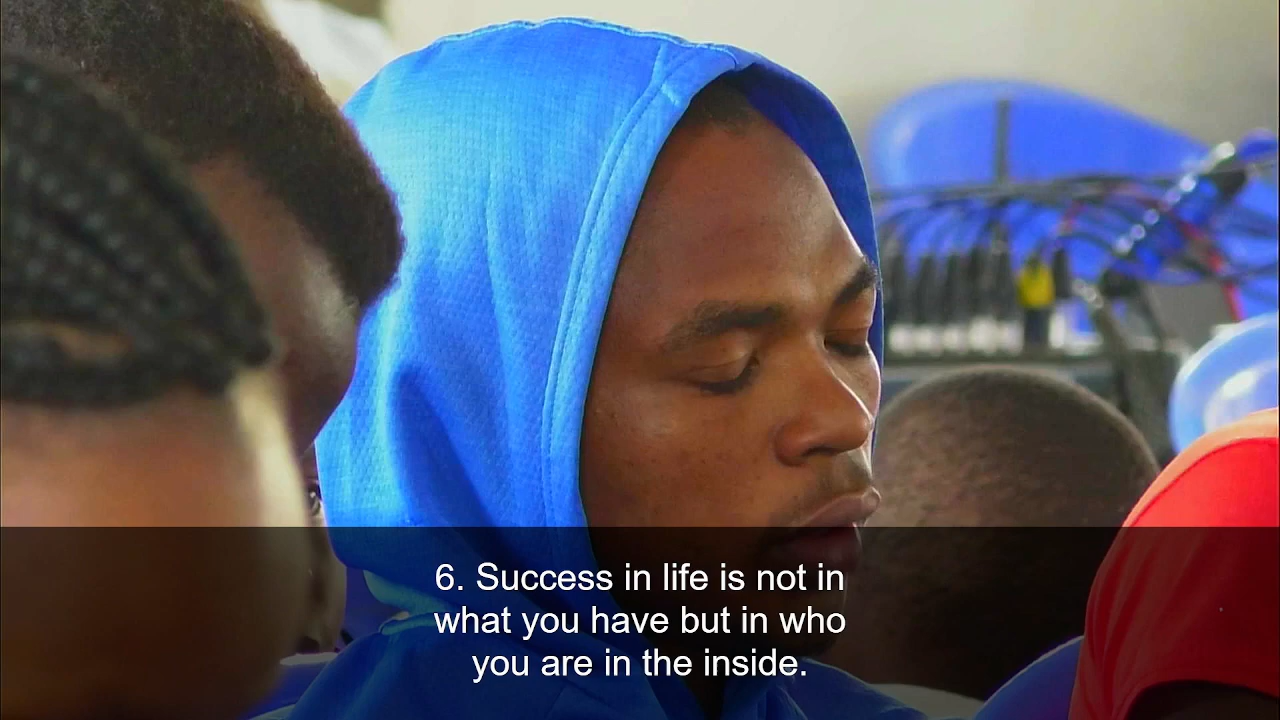 6. Success in life is not in
what you have but in who
you are in the inside.